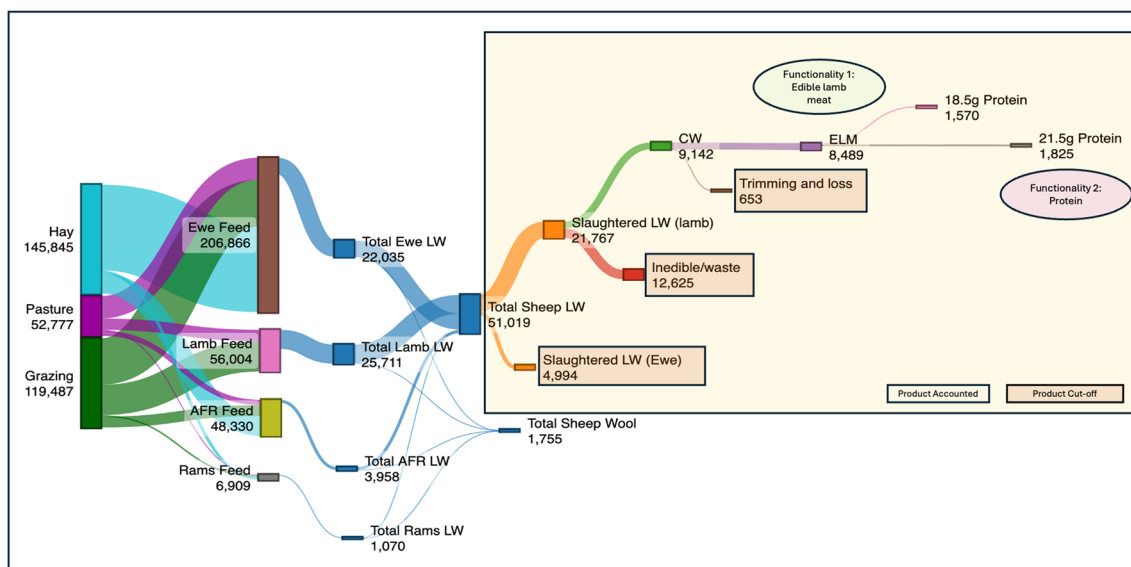 Hay
145,845
Pasture
52,777
Grazing
119,487
Ewe Feed
206,866
Lamb Feed
56,004
AFR Feed
48,330
Rams Feed
6,909
Total Ewe LW
22,035
Total Lamb LW
25,711
Total AFR LW
3,958
Total Rams LW
1,070
Total Sheep LW
51,019
Total Sheep Wool
1,755
Slaughtered LW (lamb)
21,767
Slaughtered LW (Ewe)
4,994
Inedible/waste
12,625
CW
9,142
Trimming and loss
653
ELM
8,489
Functionality 1:
Edible lamb
meat
18.5g Protein
1,570
21.5g Protein
1,825
Functionality 2:
Protein
Product Accounted
Product Cut-off